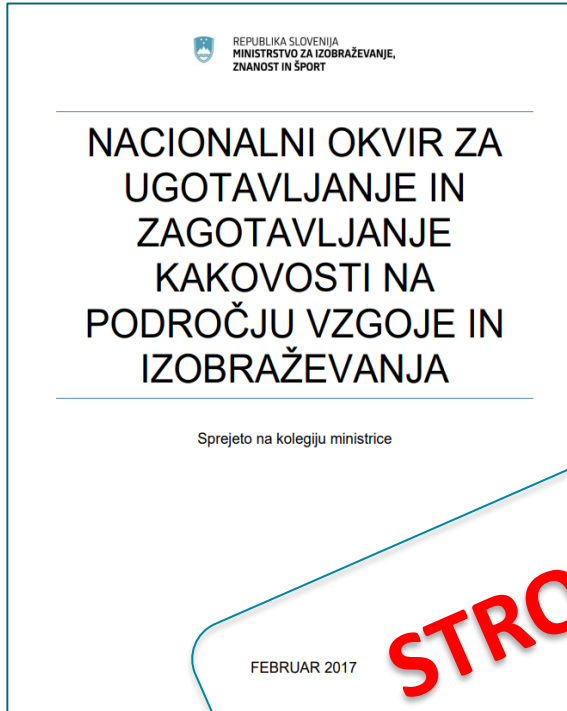 REPUBLIKA SLOVENIJA
MINISTRSTVO ZA IZOBRAŽEVANJE,
ZNANOST IN ŠPORT
NACIONALNI OKVIR ZA
UGOTAVLJANJE IN
ZAGOTAVLJANJE
KAKOVOSTI NA
PODROČJU VZGOJE IN
IZOBRAŽEVANJA
Sprejeto na kolegiju ministrice
FEBRUAR 2017
STRO